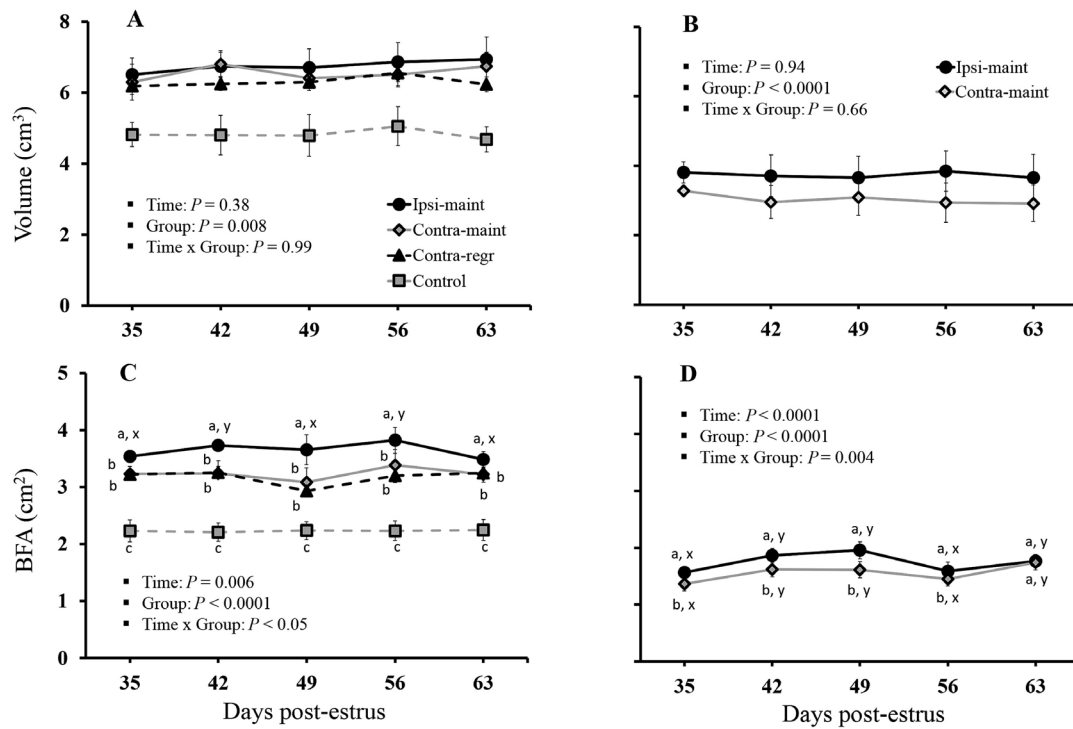 A
8
6
4
2
0
Volume (cm³)
▪ Time: P = 0.38
▪ Group: P = 0.008
▪ Time x Group: P = 0.99
Ipsi-maint
Contra-maint
Contra-regr
Control
35 42 49 56 63
B
▪ Time: P = 0.94
▪ Group: P < 0.0001
▪ Time x Group: P = 0.66
Ipsi-maint
Contra-maint
35 42 49 56 63
C
5
4
3
2
1
0
BFA (cm²)
a, x a, y a, x a, y a, x
b b b b b
b b b b
c c c c c
▪ Time: P = 0.006
▪ Group: P < 0.0001
▪ Time x Group: P < 0.05
35 42 49 56 63
Days post-estrus
D
▪ Time: P < 0.0001
▪ Group: P < 0.0001
▪ Time x Group: P = 0.004
a, x a, y a, y a, x a, y
b, x b, y b, y b, x a, y
35 42 49 56 63
Days post-estrus